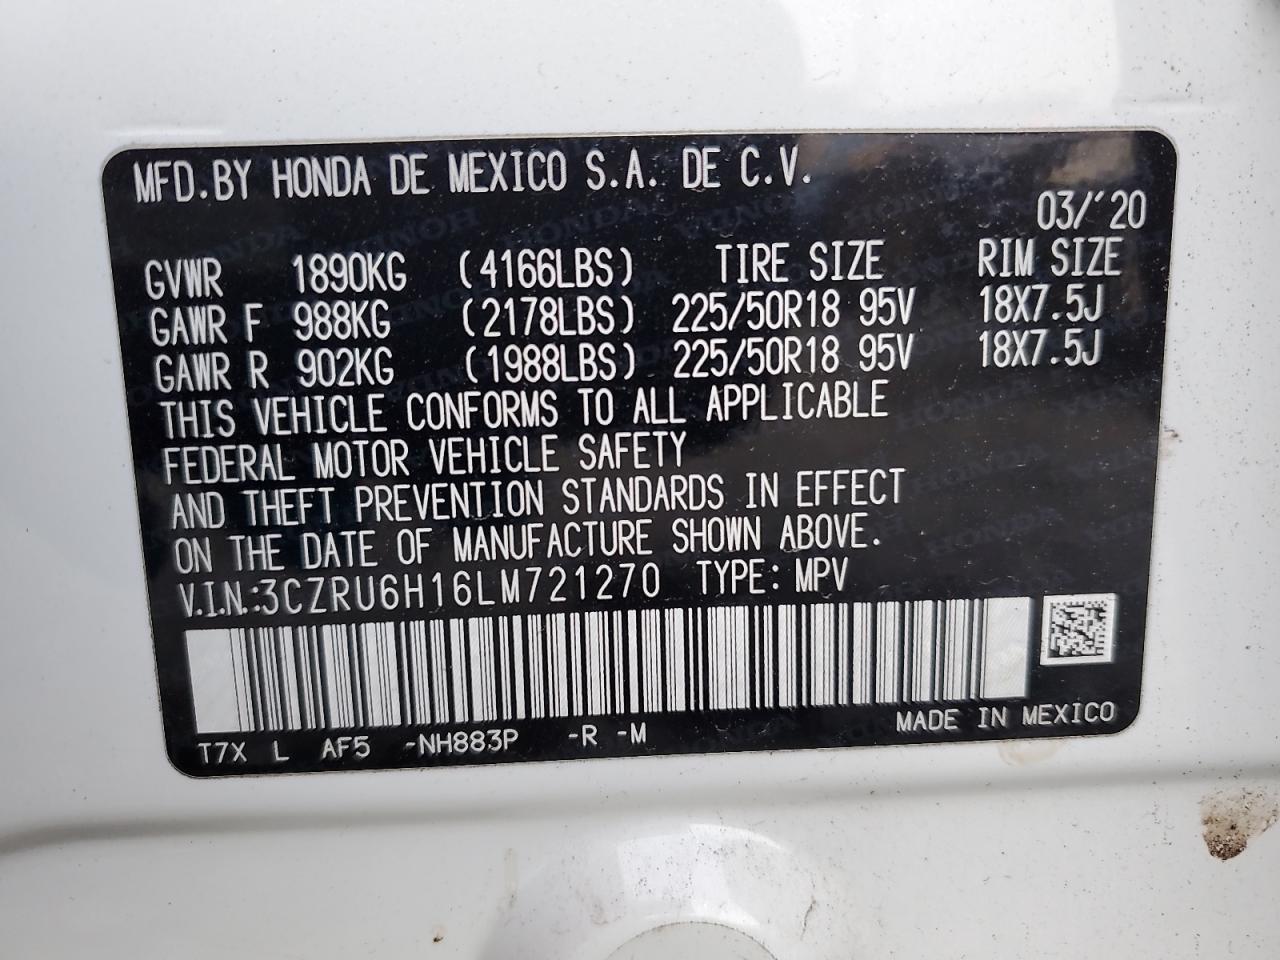 MFD.BY HONDA DE MEXICO S.A. DE C.V.
03/'20
GVWR 1890KG (4166LBS) TIRE SIZE RIM SIZE
GAWR F 988KG (2178LBS) 225/50R18 95V 18X7.5J
GAWR R 902KG (1988LBS) 225/50R18 95V 18X7.5J
THIS VEHICLE CONFORMS TO ALL APPLICABLE
FEDERAL MOTOR VEHICLE SAFETY
AND THEFT PREVENTION STANDARDS IN EFFECT
ON THE DATE OF MANUFACTURE SHOWN ABOVE.
V.I.N.:3CZRU6H16LM721270 TYPE: MPV
T7X L AF5 -NH883P -R -M MADE IN MEXICO